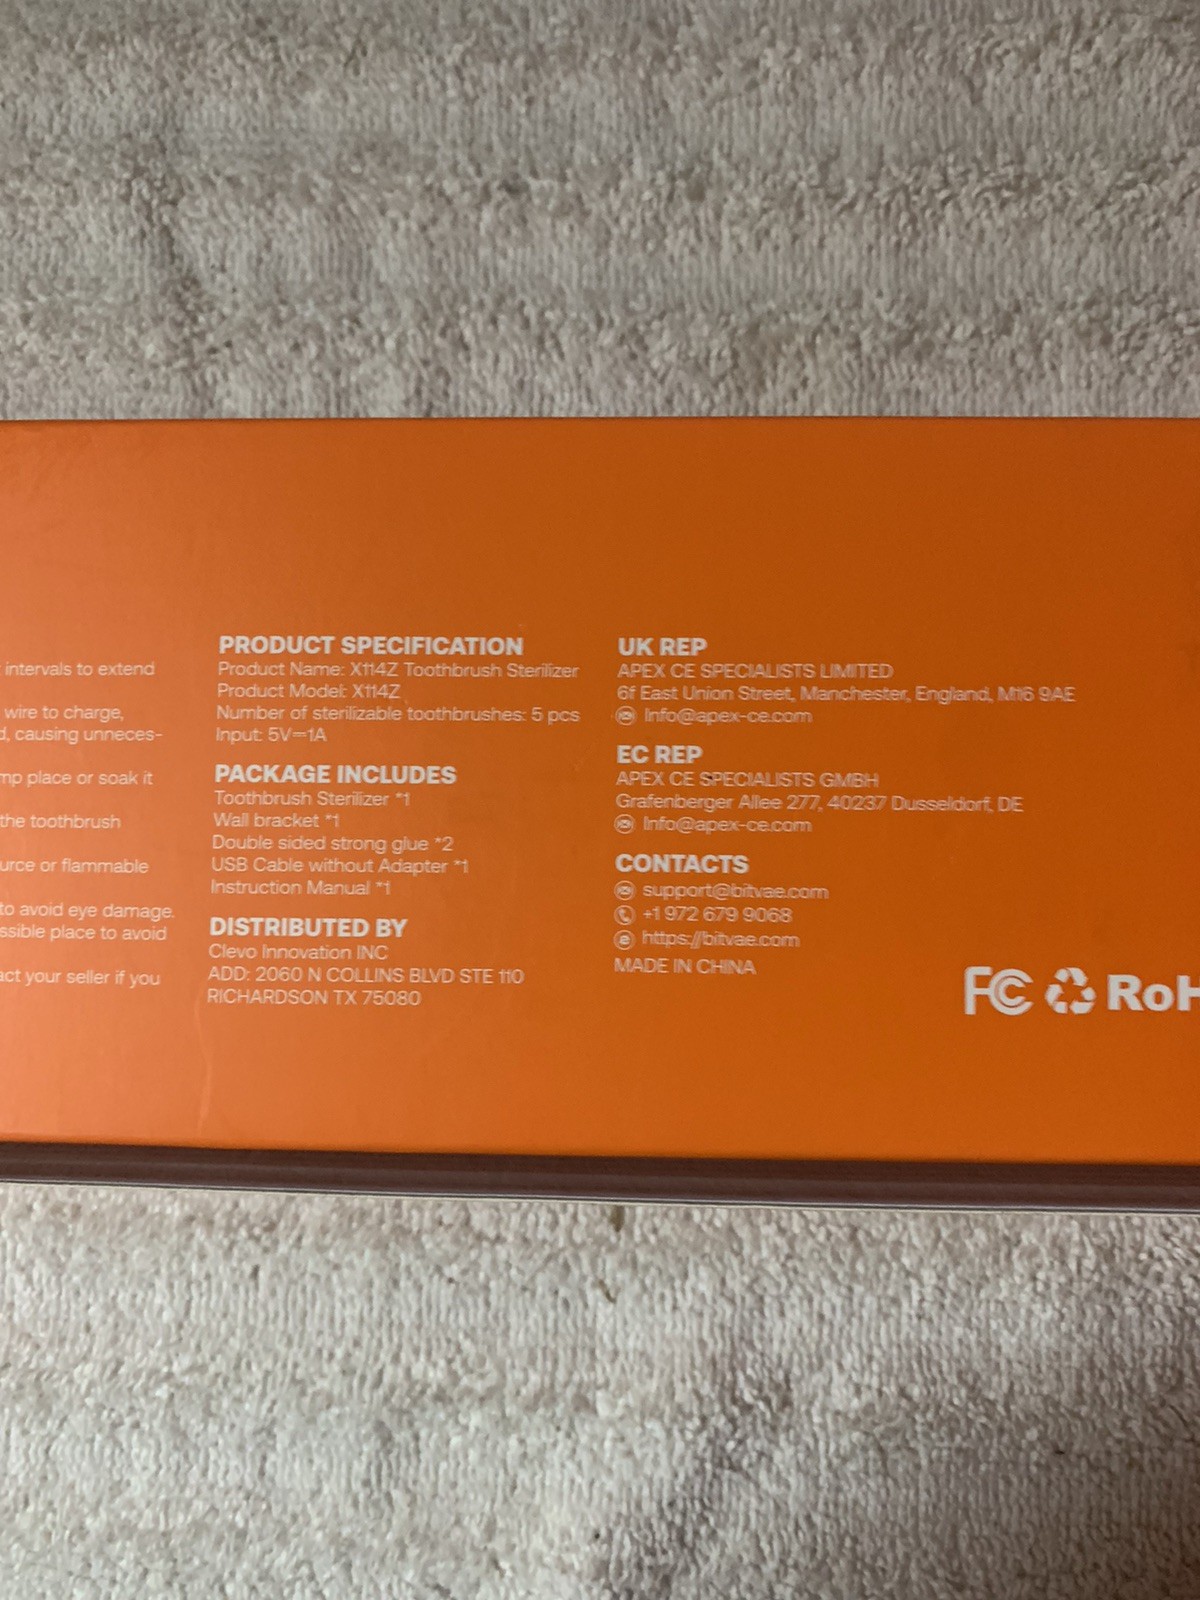 intervals to extend
wire to charge,
causing unneces-
place or soak it
the toothbrush
or flammable
to avoid eye damage.
place to avoid
your seller if you
PRODUCT SPECIFICATION
Product Name: X114Z Toothbrush Sterilizer
Product Model: X114Z
Number of sterilizable toothbrushes: 5 pcs
Input: 5V⎓1A
PACKAGE INCLUDES
Toothbrush Sterilizer *1
Wall bracket *1
Double sided strong glue *2
USB Cable without Adapter *1
Instruction Manual *1
DISTRIBUTED BY
Clevo Innovation INC
ADD: 2060 N COLLINS BLVD STE 110
RICHARDSON TX 75080
UK REP
APEX CE SPECIALISTS LIMITED
6f East Union Street, Manchester, England, M16 9AE
Info@apex-ce.com
EC REP
APEX CE SPECIALISTS GMBH
Grafenberger Allee 277, 40237 Dusseldorf, DE
Info@apex-ce.com
CONTACTS
support@bitvae.com
+1 972 679 9068
https://bitvae.com
MADE IN CHINA
FC RoH